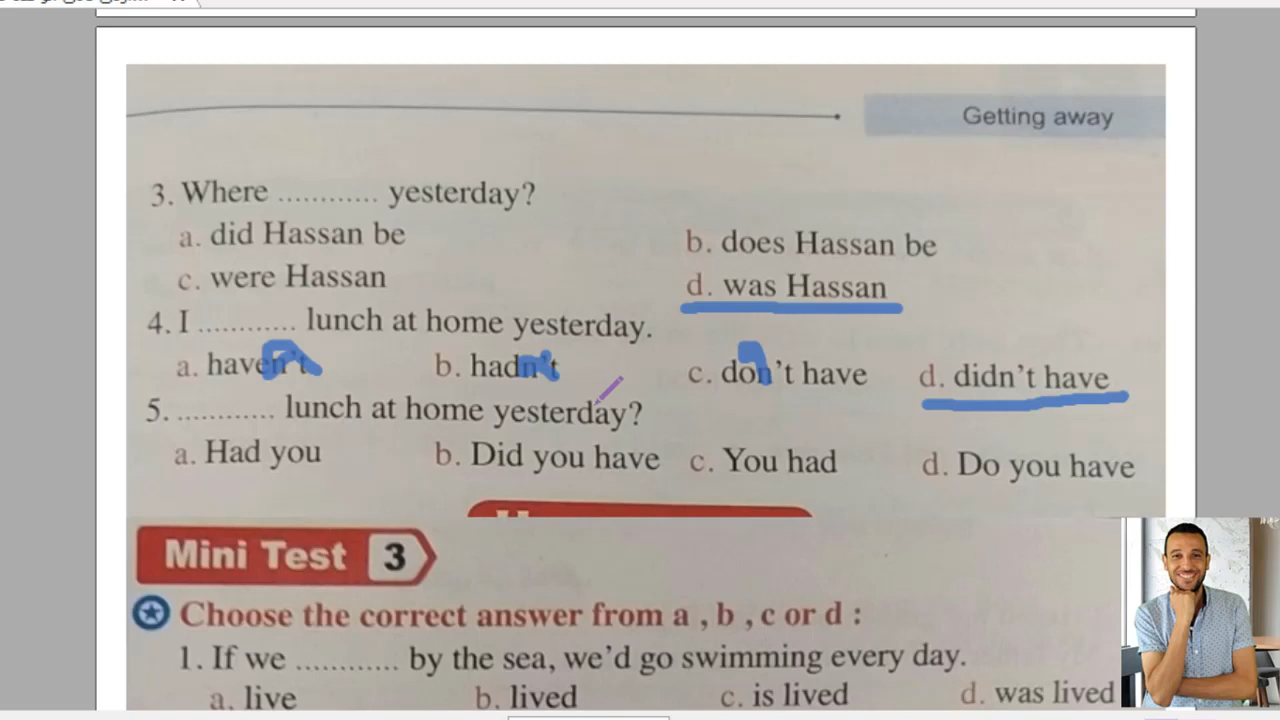 Getting away
3. Where ............ yesterday?
a. did Hassan be b. does Hassan be
c. were Hassan d. was Hassan
4. I ............ lunch at home yesterday.
a. haven't b. hadn't c. don't have d. didn't have
5. ............ lunch at home yesterday?
a. Had you b. Did you have c. You had d. Do you have
Mini Test 3
Choose the correct answer from a , b , c or d :
1. If we ............ by the sea, we'd go swimming every day.
a. live b. lived c. is lived d. was lived